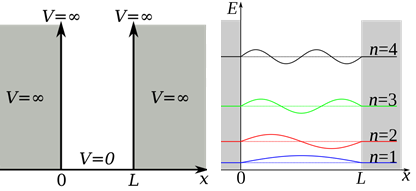 V=∞ V=∞
V=∞ V=∞
V=0
0 L x
E
n=4
n=3
n=2
n=1
0 L x